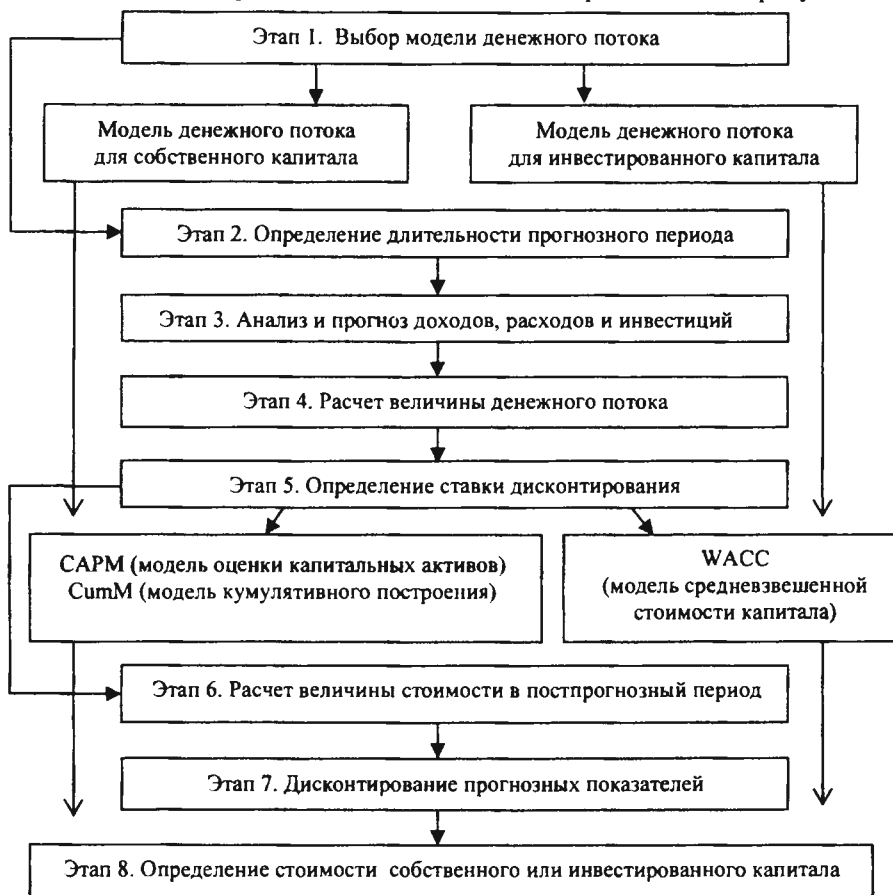 Этап 1. Выбор модели денежного потока
Модель денежного потока
для собственного капитала
Модель денежного потока
для инвестированного капитала
Этап 2. Определение длительности прогнозного периода
Этап 3. Анализ и прогноз доходов, расходов и инвестиций
Этап 4. Расчет величины денежного потока
Этап 5. Определение ставки дисконтирования
CAPM (модель оценки капитальных активов)
CumM (модель кумулятивного построения)
WACC
(модель средневзвешенной
стоимости капитала)
Этап 6. Расчет величины стоимости в постпрогнозный период
Этап 7. Дисконтирование прогнозных показателей
Этап 8. Определение стоимости собственного или инвестированного капитала